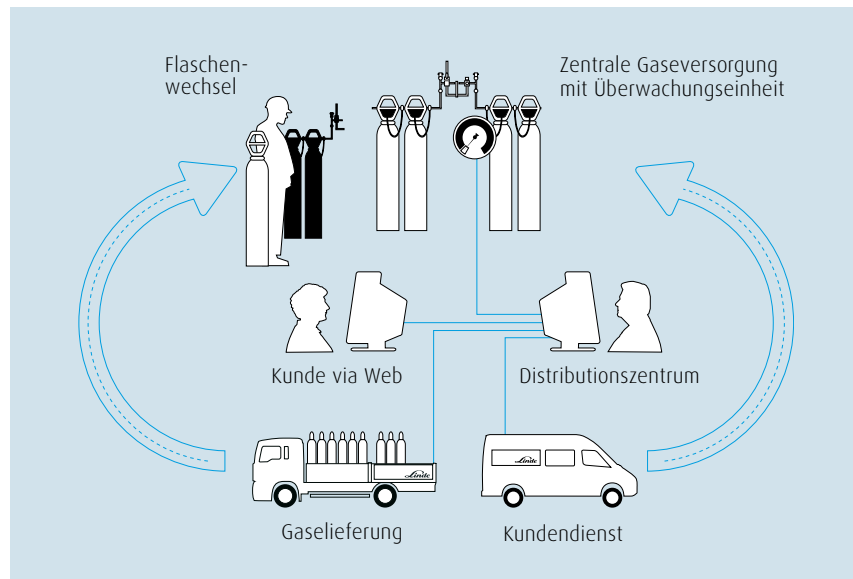 Flaschen-
wechsel
Zentrale Gaseversorgung
mit Überwachungseinheit
Kunde via Web
Distributionszentrum
Linde
Linde
Gaselieferung
Kundendienst